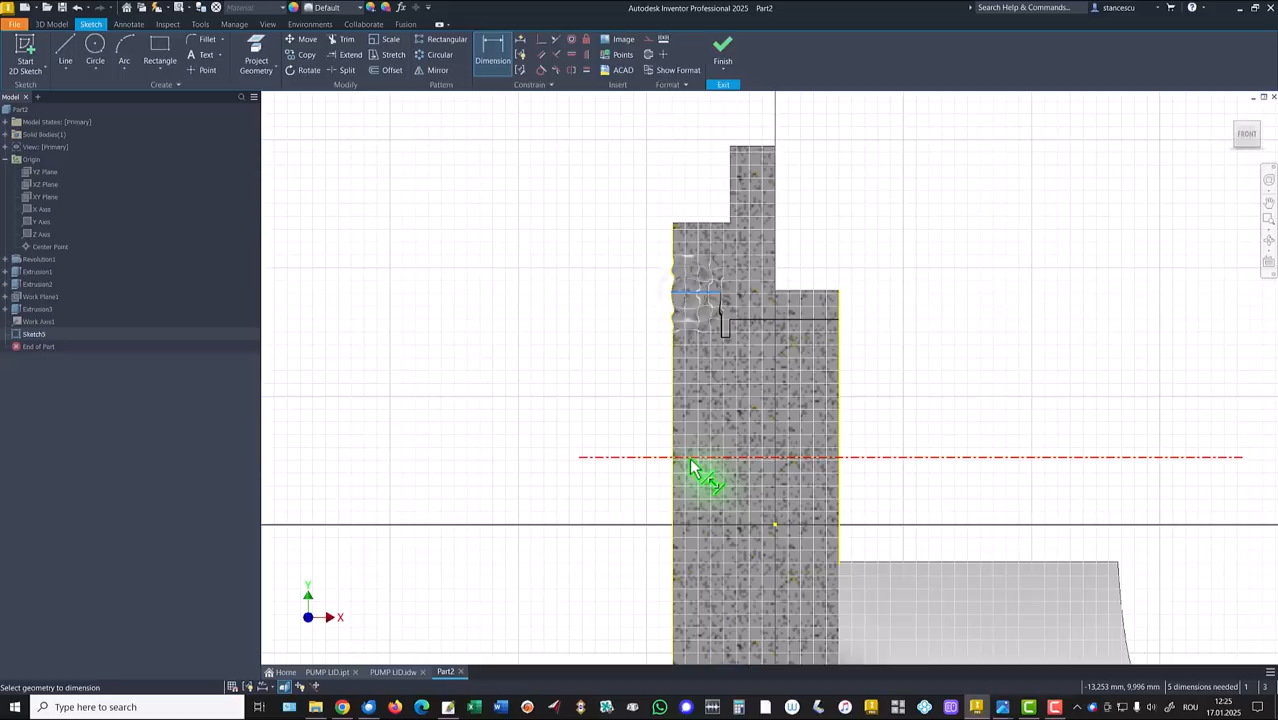 Material
Default
Autodesk Inventor Professional 2025 Part2
Search Help & Commands...
stancescu
File
3D Model
Sketch
Annotate
Inspect
Tools
Manage
View
Environments
Collaborate
Fusion
Start
2D Sketch
Line
Circle
Arc
Rectangle
Fillet
Text
Point
Project
Geometry
Move
Copy
Rotate
Trim
Extend
Split
Scale
Stretch
Offset
Rectangular
Circular
Mirror
Dimension
Image
Points
ACAD
Show Format
Finish
Sketch
Create
Modify
Pattern
Constrain
Insert
Format
Exit
Model
Part2
Model States: [Primary]
Solid Bodies(1)
View: [Primary]
Origin
YZ Plane
XZ Plane
XY Plane
X Axis
Y Axis
Z Axis
Center Point
Revolution1
Extrusion1
Extrusion2
Work Plane1
Extrusion3
Work Axis1
Sketch5
End of Part
FRONT
Y
X
Home
PUMP LID.ipt
PUMP LID.idw
Part2
Select geometry to dimension
-13,253 mm, 9,996 mm
5 dimensions needed
1
3
Type here to search
ROU
12:25
17.01.2025